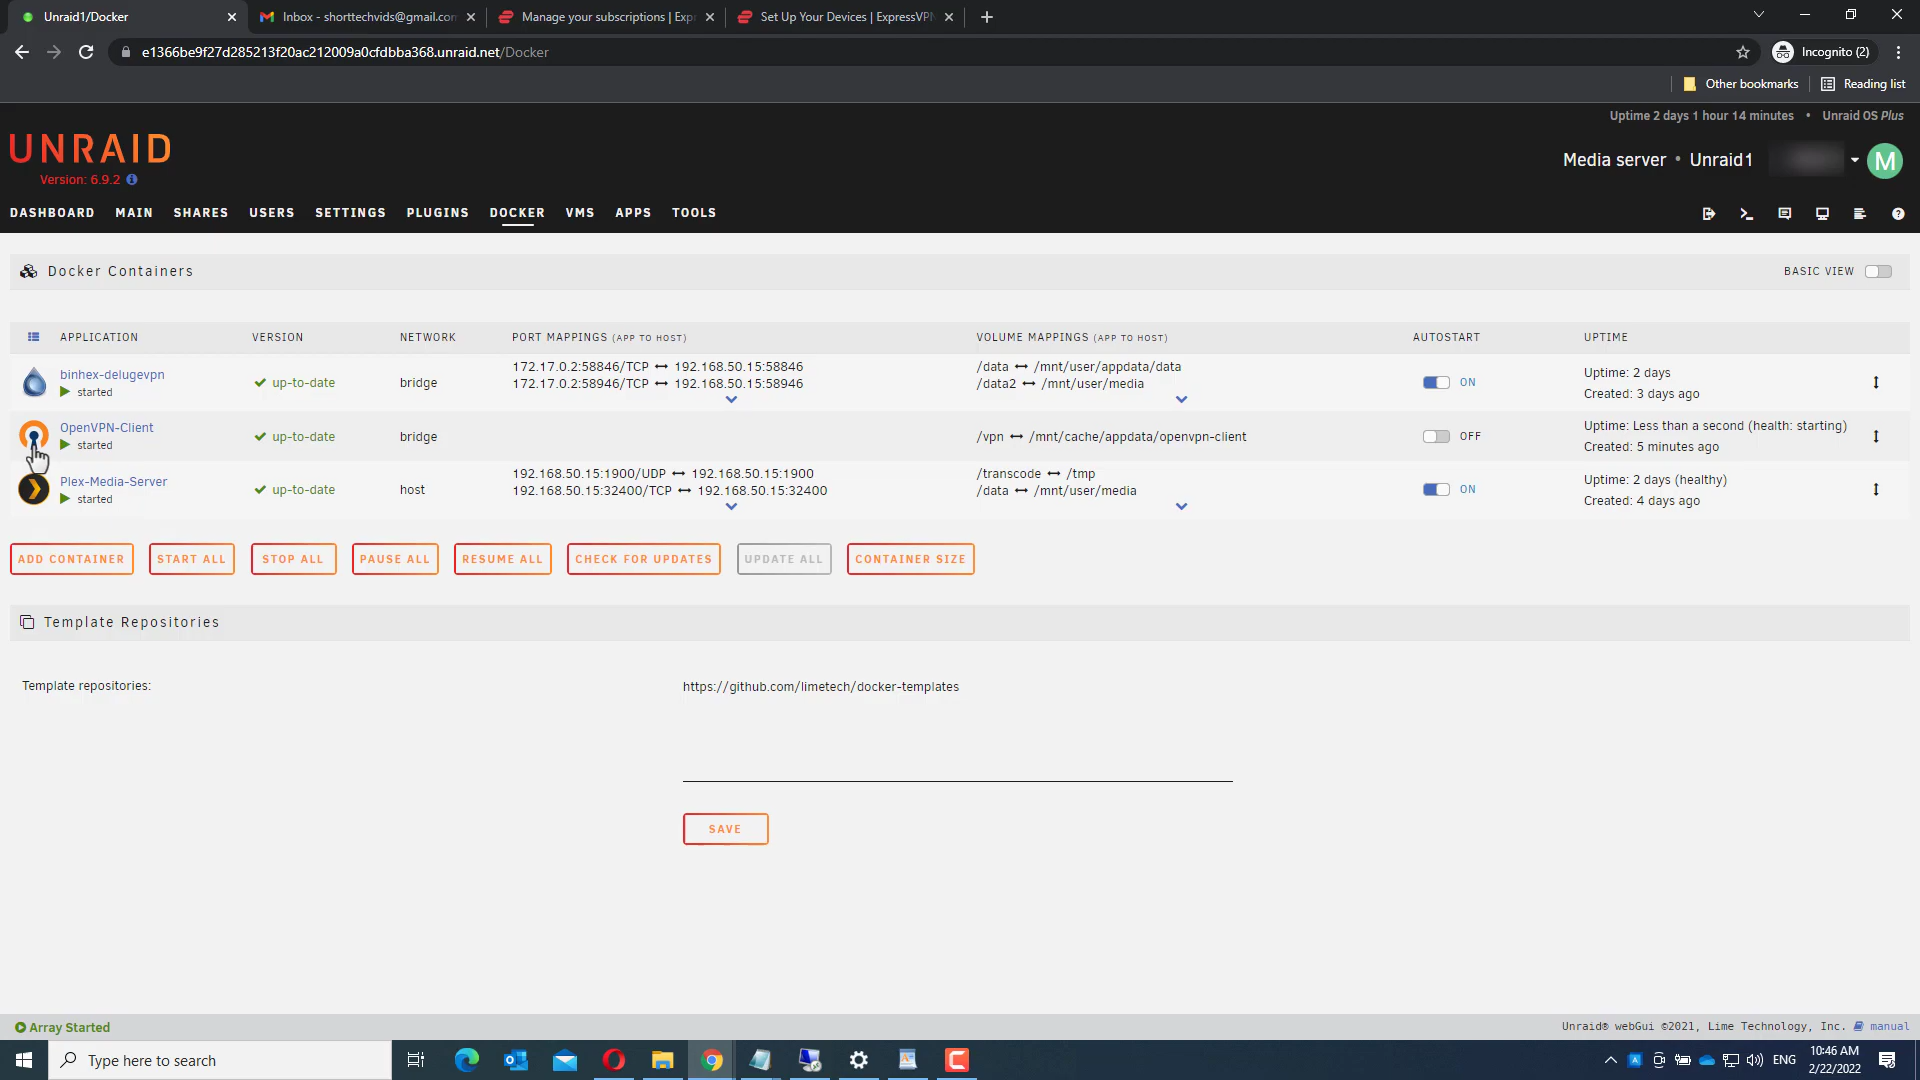 Unraid1/Docker
Inbox - shorttechvids@gmail.com
Manage your subscriptions | Exp
Set Up Your Devices | ExpressVPN
e1366be9f27d285213f20ac212009a0cfdbba368.unraid.net/Docker
Incognito (2)
Other bookmarks
Reading list
Uptime 2 days 1 hour 14 minutes • Unraid OS Plus
UNRAID
Version: 6.9.2
Media server • Unraid1
M
DASHBOARD MAIN SHARES USERS SETTINGS PLUGINS DOCKER VMS APPS TOOLS
Docker Containers
BASIC VIEW
APPLICATION VERSION NETWORK PORT MAPPINGS (APP TO HOST) VOLUME MAPPINGS (APP TO HOST) AUTOSTART UPTIME
binhex-delugevpn
started
up-to-date
bridge
172.17.0.2:58846/TCP ↔ 192.168.50.15:58846
172.17.0.2:58946/TCP ↔ 192.168.50.15:58946
/data ↔ /mnt/user/appdata/data
/data2 ↔ /mnt/user/media
ON
Uptime: 2 days
Created: 3 days ago
OpenVPN-Client
started
up-to-date
bridge
/vpn ↔ /mnt/cache/appdata/openvpn-client
OFF
Uptime: Less than a second (health: starting)
Created: 5 minutes ago
Plex-Media-Server
started
up-to-date
host
192.168.50.15:1900/UDP ↔ 192.168.50.15:1900
192.168.50.15:32400/TCP ↔ 192.168.50.15:32400
/transcode ↔ /tmp
/data ↔ /mnt/user/media
ON
Uptime: 2 days (healthy)
Created: 4 days ago
ADD CONTAINER START ALL STOP ALL PAUSE ALL RESUME ALL CHECK FOR UPDATES UPDATE ALL CONTAINER SIZE
Template Repositories
Template repositories:
https://github.com/limetech/docker-templates
SAVE
Array Started
Unraid® webGui ©2021, Lime Technology, Inc. manual
Type here to search
ENG
10:46 AM
2/22/2022